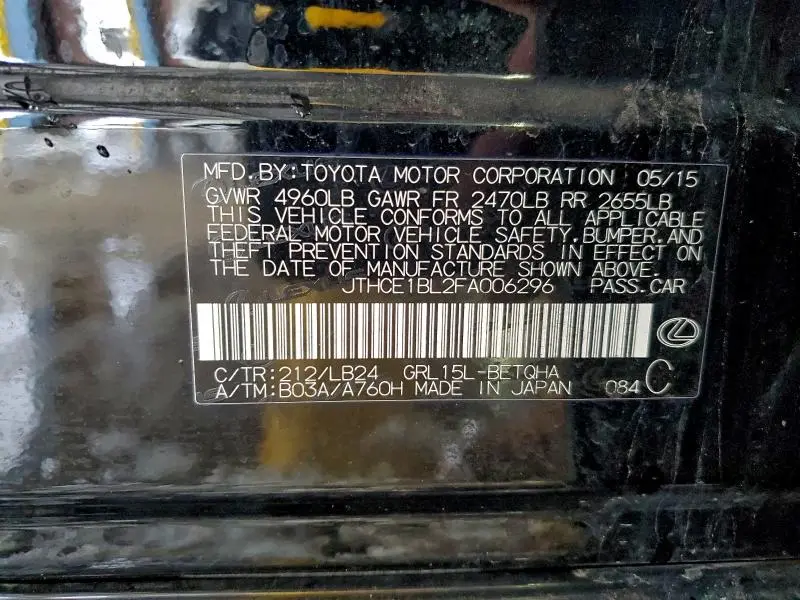 MFD. BY: TOYOTA MOTOR CORPORATION 05/15
GVWR 4960LB GAWR FR 2470LB RR 2655LB
THIS VEHICLE CONFORMS TO ALL APPLICABLE
FEDERAL MOTOR VEHICLE SAFETY, BUMPER, AND
THEFT PREVENTION STANDARDS IN EFFECT ON
THE DATE OF MANUFACTURE SHOWN ABOVE.
JTHCE1BL2FA006296 PASS.CAR
C/TR:212/LB24 GRL15L-BETQHA
A/TM:B03A/A760H MADE IN JAPAN 084 C